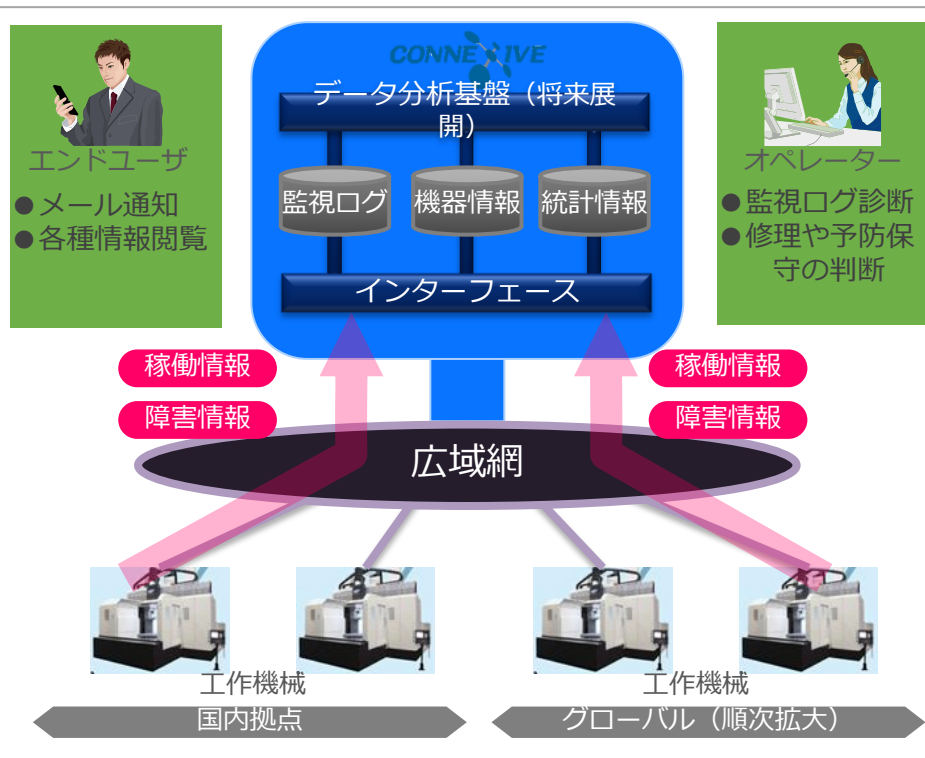 CONNEXIVE
データ分析基盤（将来展
開）
監視ログ
機器情報
統計情報
インターフェース
エンドユーザ
●メール通知
●各種情報閲覧
オペレーター
●監視ログ診断
●修理や予防保
守の判断
稼働情報
障害情報
稼働情報
障害情報
広域網
工作機械
工作機械
国内拠点
グローバル（順次拡大）